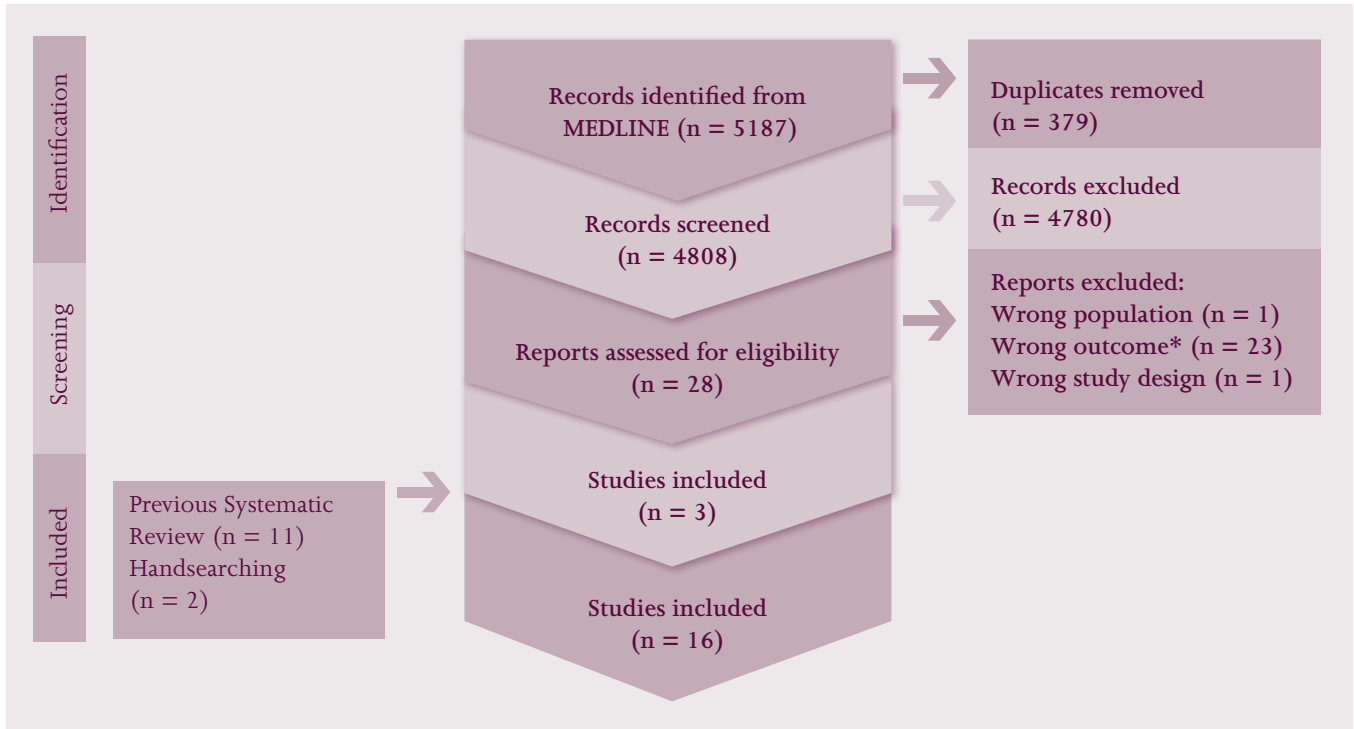 Identification
Records identified from
MEDLINE (n = 5187)
Duplicates removed
(n = 379)
Records screened
(n = 4808)
Records excluded
(n = 4780)
Screening
Reports assessed for eligibility
(n = 28)
Reports excluded:
Wrong population (n = 1)
Wrong outcome* (n = 23)
Wrong study design (n = 1)
Included
Previous Systematic
Review (n = 11)
Handsearching
(n = 2)
Studies included
(n = 3)
Studies included
(n = 16)